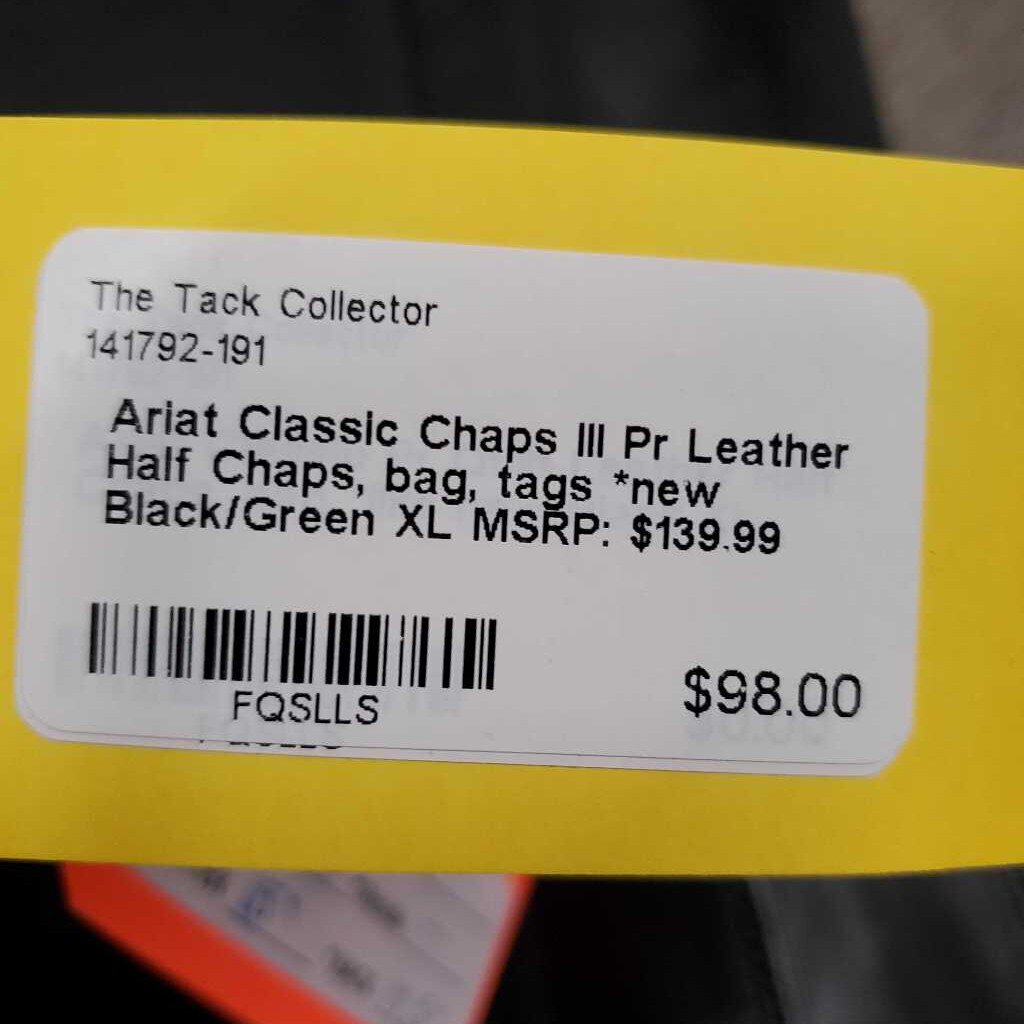 The Tack Collector
141792-191
Ariat Classic Chaps III Pr Leather
Half Chaps, bag, tags *new
Black/Green XL MSRP: $139.99
FQSLLS
$98.00